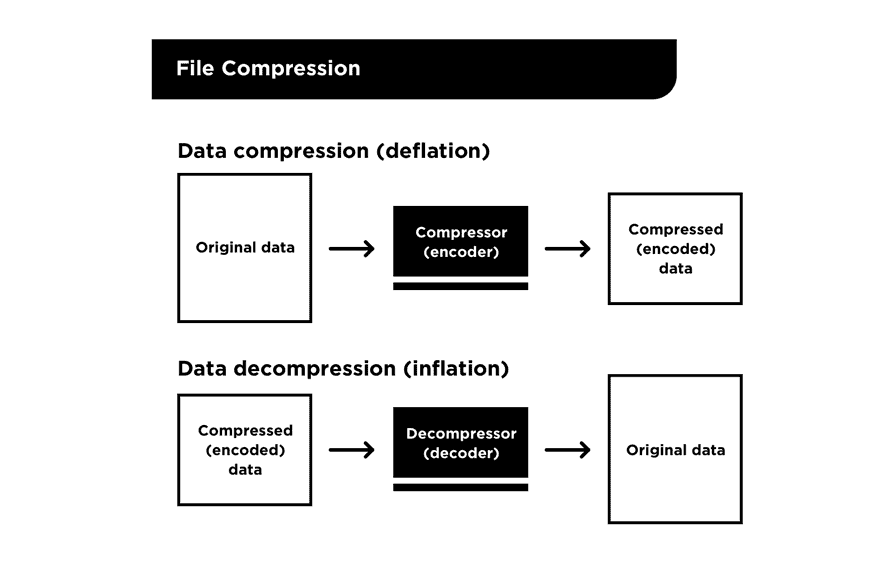 File Compression
Data compression (deflation)
Original data
Compressor
(encoder)
Compressed
(encoded)
data
Data decompression (inflation)
Compressed
(encoded)
data
Decompressor
(decoder)
Original data